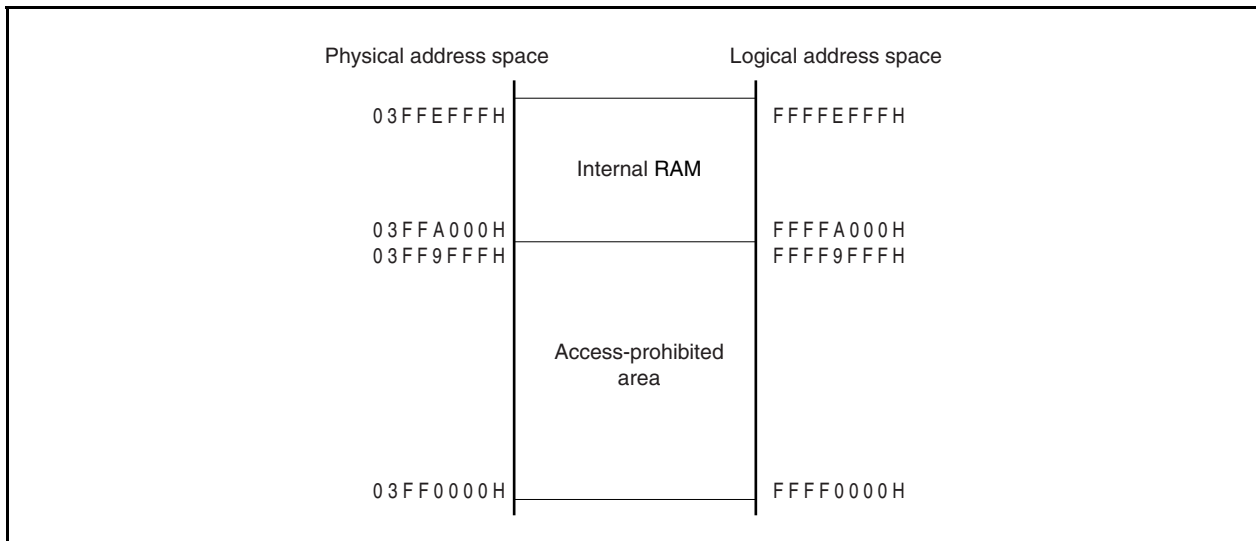 Physical address space Logical address space
03FFEFFFH FFFFEFFFH
Internal RAM
03FFA000H FFFFA000H
03FF9FFFH FFFF9FFFH
Access-prohibited
area
03FF0000H FFFF0000H